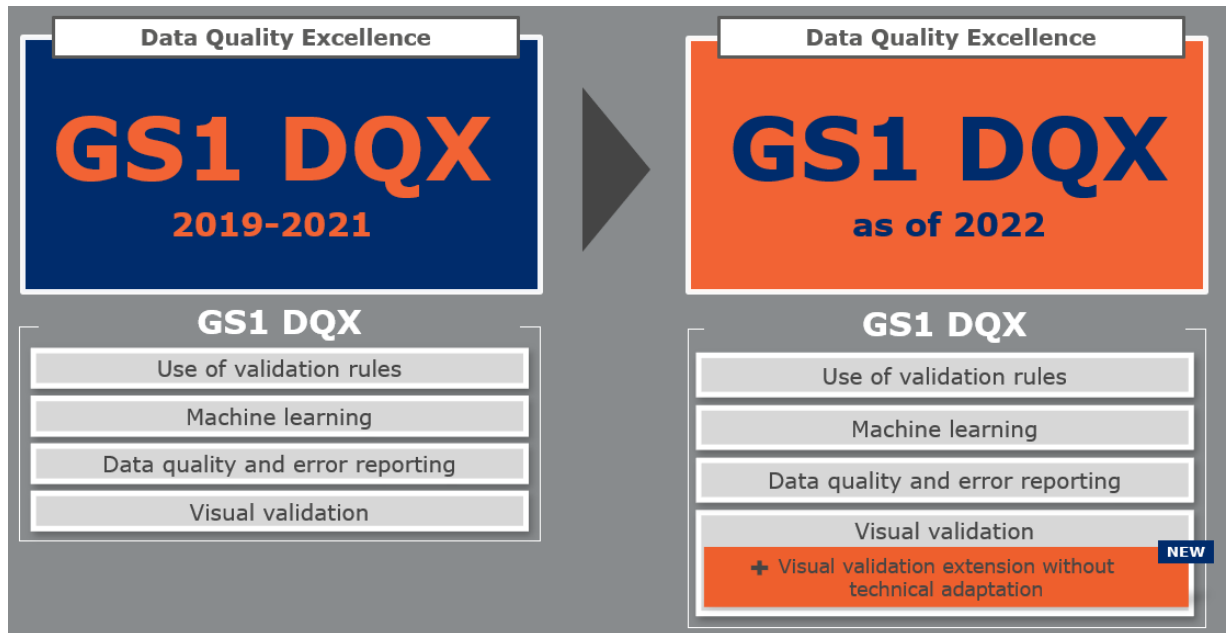 Data Quality Excellence
GS1 DQX
2019-2021
GS1 DQX
Use of validation rules
Machine learning
Data quality and error reporting
Visual validation
Data Quality Excellence
GS1 DQX
as of 2022
GS1 DQX
Use of validation rules
Machine learning
Data quality and error reporting
Visual validation
NEW
+ Visual validation extension without
technical adaptation